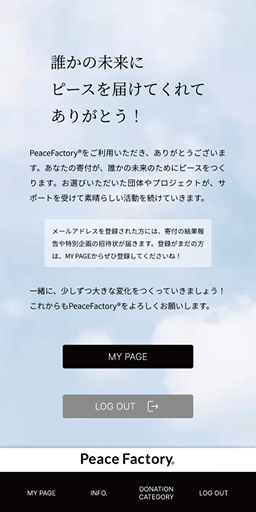 誰かの未来に
ピースを届けてくれて
ありがとう！
PeaceFactory®をご利用いただき、ありがとうございま
す。あなたの寄付が、誰かの未来のためにピースをつく
ります。お選びいただいた団体やプロジェクトが、サ
ポートを受けて素晴らしい活動を続けていきます。
メールアドレスを登録された方には、寄付の結果報
告や特別企画の招待状が届きます。登録がまだの方
は、MY PAGEからぜひ登録してくださいね！
一緒に、少しずつ大きな変化をつくっていきましょう！
これからもPeaceFactory®をよろしくお願いします。
MY PAGE
LOG OUT
Peace Factory®
MY PAGE
INFO.
DONATION
CATEGORY
LOG OUT